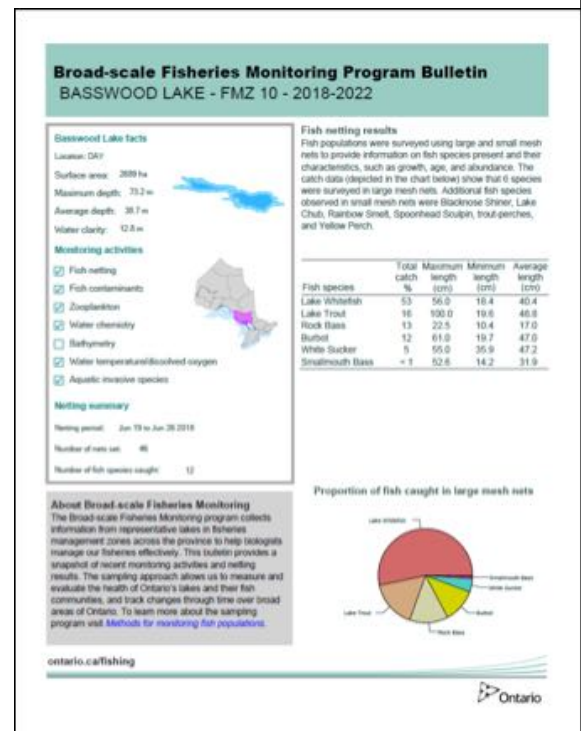 Broad-scale Fisheries Monitoring Program Bulletin
BASSWOOD LAKE - FMZ 10 - 2018-2022
Basswood Lake facts
Location: DAY
Surface area: 2689 ha
Maximum depth: 73.2 m
Average depth: 38.7 m
Water clarity: 12.8 m
Monitoring activities
Fish netting
Fish contaminants
Zooplankton
Water chemistry
Bathymetry
Water temperature/dissolved oxygen
Aquatic invasive species
Netting summary
Netting period: Jun 19 to Jun 26 2018
Number of nets set: 46
Number of fish species caught: 12
About Broad-scale Fisheries Monitoring
The Broad-scale Fisheries Monitoring program collects
information from representative lakes in fisheries
management zones across the province to help biologists
manage our fisheries effectively. This bulletin provides a
snapshot of recent monitoring activities and netting
results. The sampling approach allows us to measure and
evaluate the health of Ontario's lakes and their fish
communities, and track changes through time over broad
areas of Ontario. To learn more about the sampling
program visit Methods for monitoring fish populations.
Fish netting results
Fish populations were surveyed using large and small mesh
nets to provide information on fish species present and their
characteristics, such as growth, age, and abundance. The
catch data (depicted in the chart below) show that 6 species
were surveyed in large mesh nets. Additional fish species
observed in small mesh nets were Blacknose Shiner, Lake
Chub, Rainbow Smelt, Spoonhead Sculpin, trout-perches,
and Yellow Perch.
Total Maximum Minimum Average
catch length length length
Fish species % (cm) (cm) (cm)
Lake Whitefish 53 56.0 16.4 40.4
Lake Trout 16 100.0 19.6 46.8
Rock Bass 13 22.5 10.4 17.0
Burbot 12 61.0 19.7 47.0
White Sucker 5 55.0 35.9 47.2
Smallmouth Bass < 1 52.6 14.2 31.9
Proportion of fish caught in large mesh nets
Lake Whitefish
Smallmouth Bass
White Sucker
Burbot
Rock Bass
Lake Trout
ontario.ca/fishing
Ontario